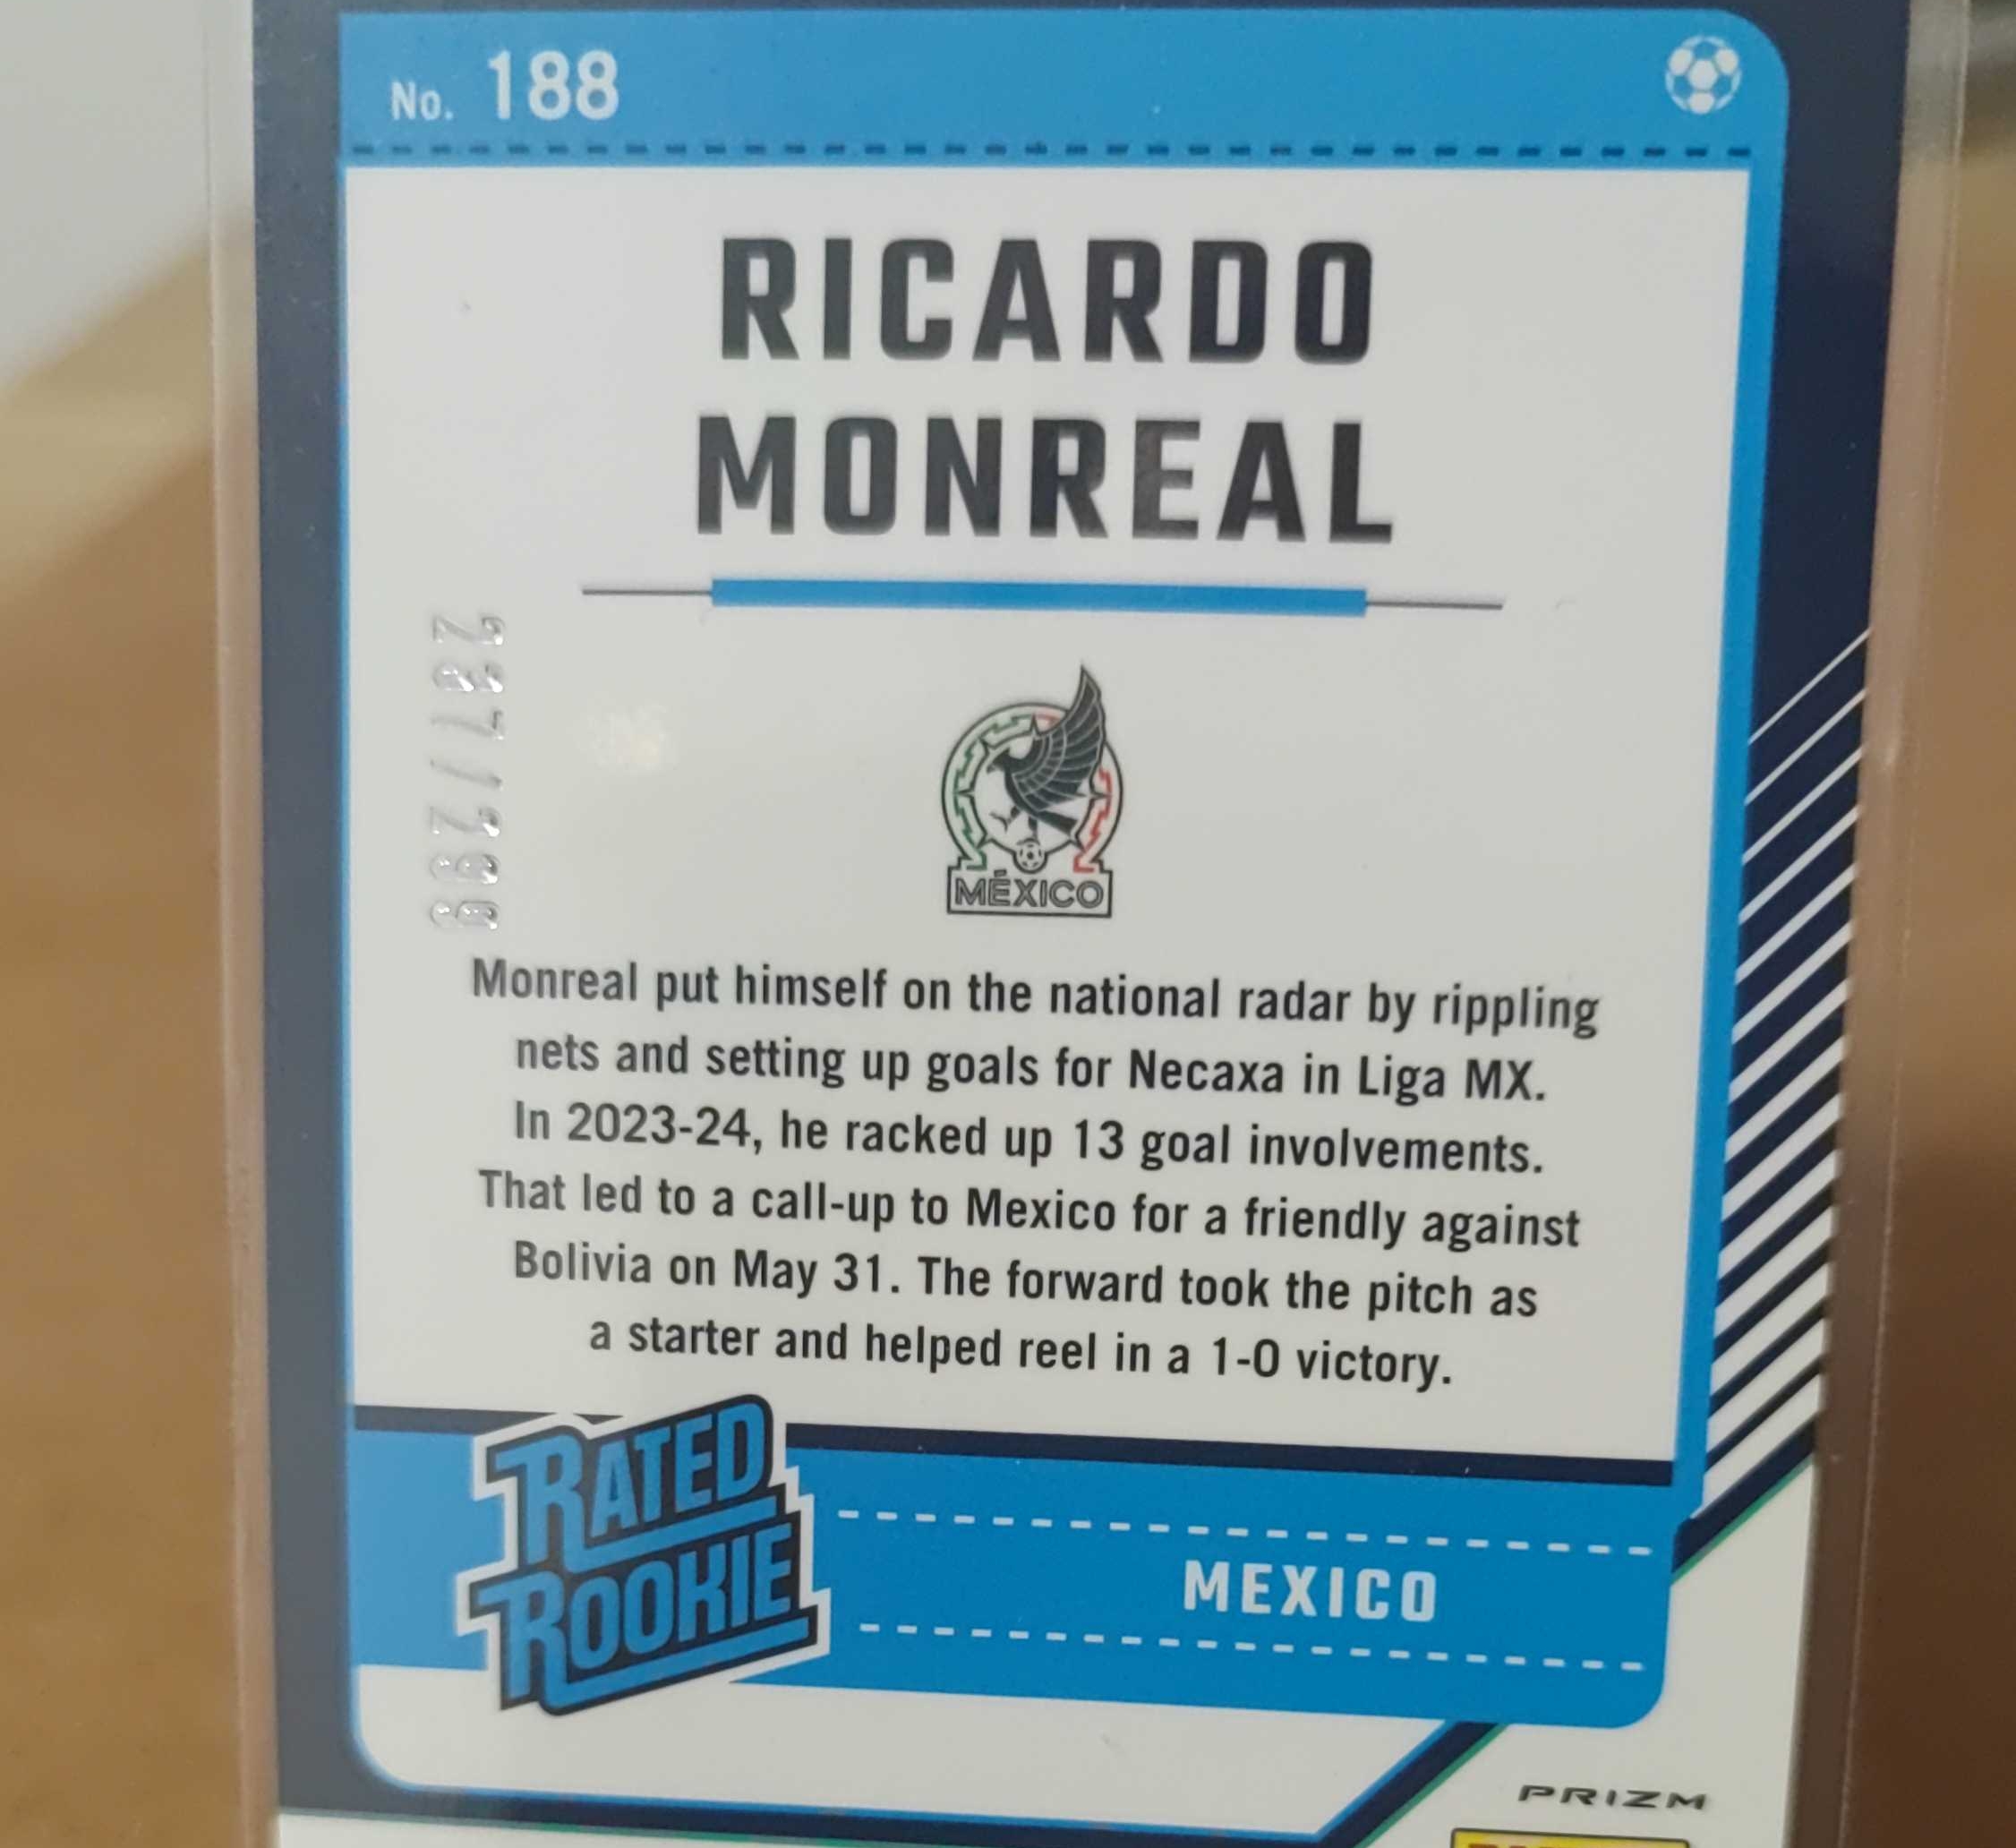 No. 188
RICARDO
MONREAL
MÉXICO
Monreal put himself on the national radar by rippling
nets and setting up goals for Necaxa in Liga MX.
In 2023-24, he racked up 13 goal involvements.
That led to a call-up to Mexico for a friendly against
Bolivia on May 31. The forward took the pitch as
a starter and helped reel in a 1-0 victory.
RATED
ROOKIE
MEXICO
PRIZM